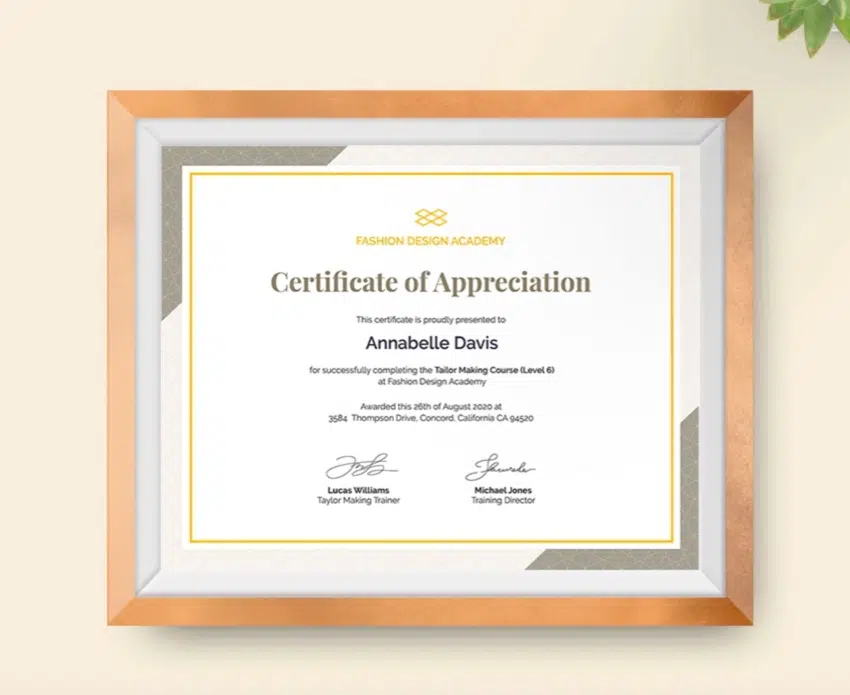 FASHION DESIGN ACADEMY
Certificate of Appreciation
This certificate is proudly presented to
Annabelle Davis
for successfully completing the Tailor Making Course (Level 6)
at Fashion Design Academy
Awarded this 26th of August 2020 at
3584 Thompson Drive, Concord, California CA 94520
Lucas Williams
Michael Jones
Taylor Making Trainer
Training Director